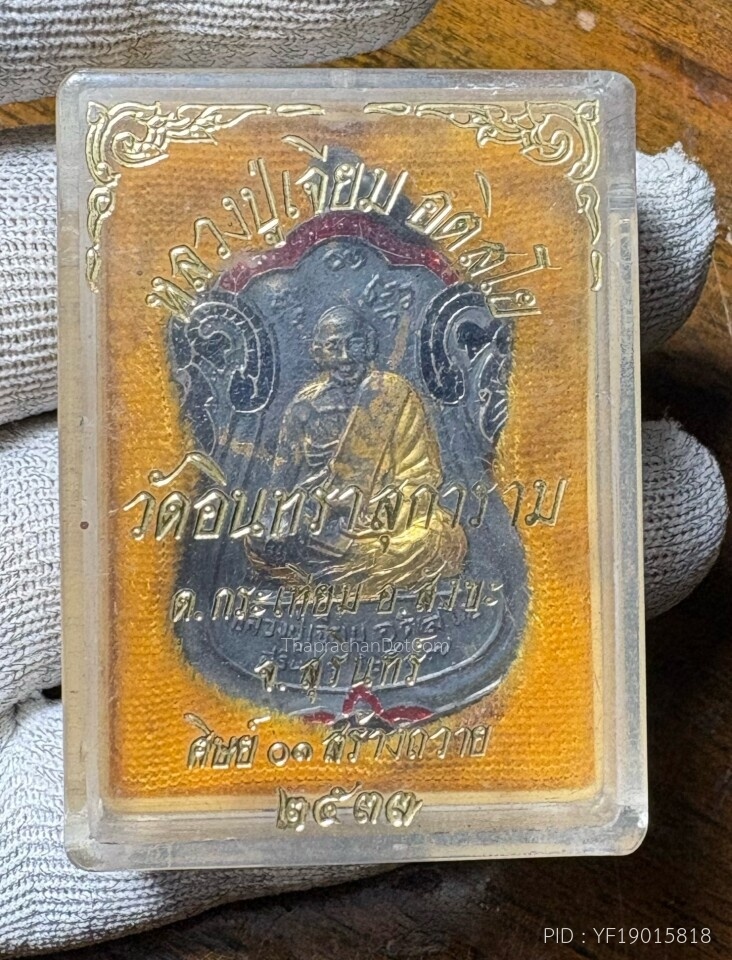 หลวงปู่เจียม อติสโย
วัดอินทราสุการาม
ต.กระเทียม อ.สังขะ
จ.สุรินทร์
ศิษย์ ๐๑ สร้างถวาย
๒๕๓๗
ThaprachanDotCom
PID : YF19015818